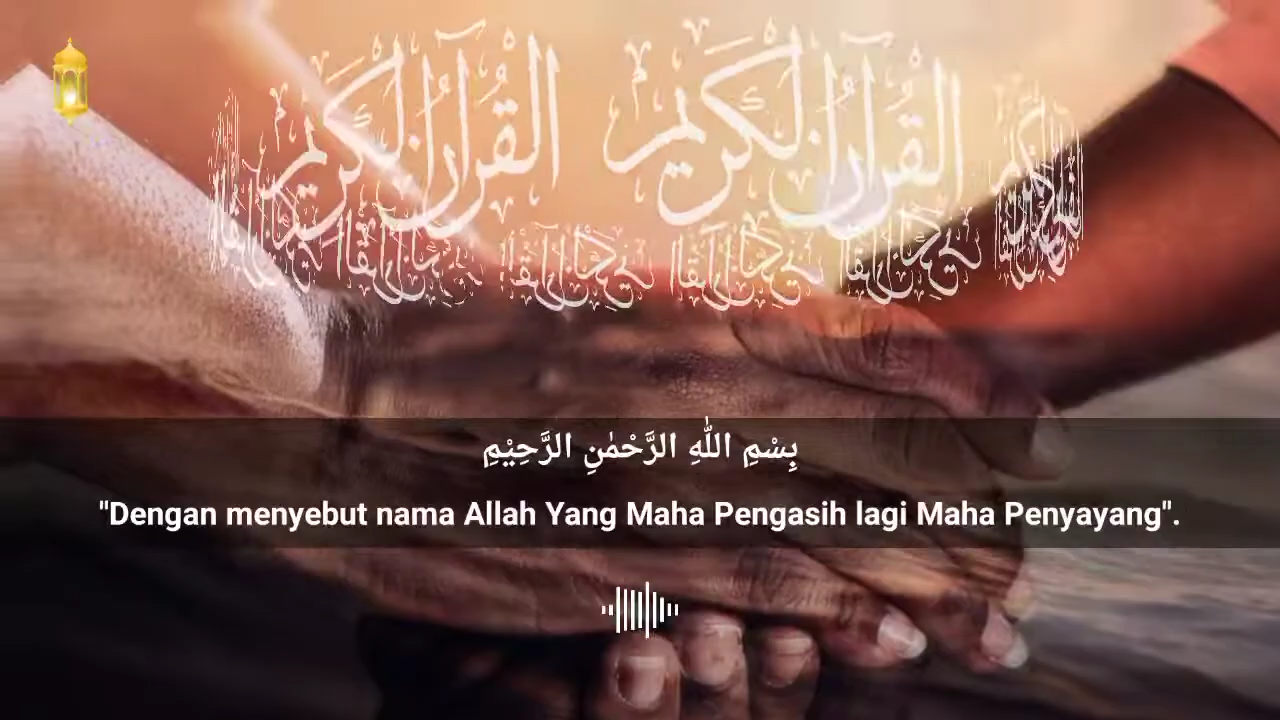 القرآن الكريم القرآن الكريم
بِسْمِ اللّٰهِ الرَّحْمٰنِ الرَّحِيْمِ
"Dengan menyebut nama Allah Yang Maha Pengasih lagi Maha Penyayang".